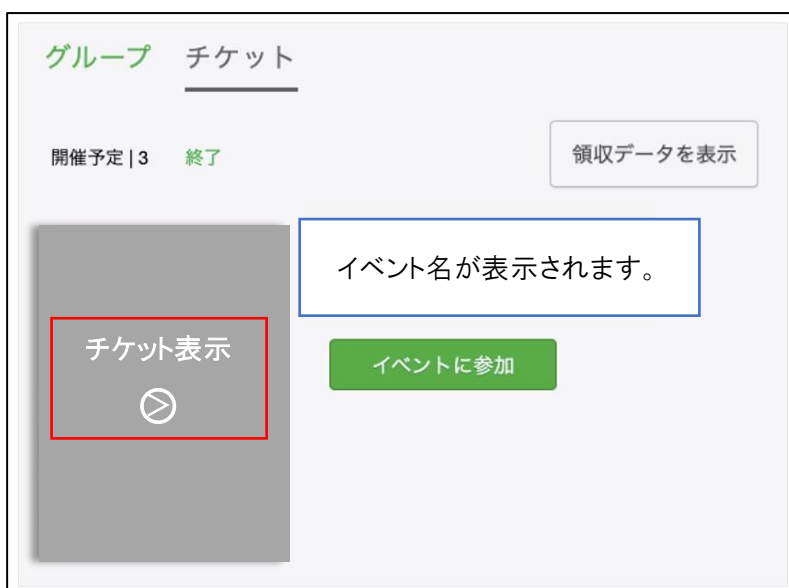 グループ チケット
開催予定 | 3 終了
領収データを表示
イベント名が表示されます。
チケット表示
イベントに参加